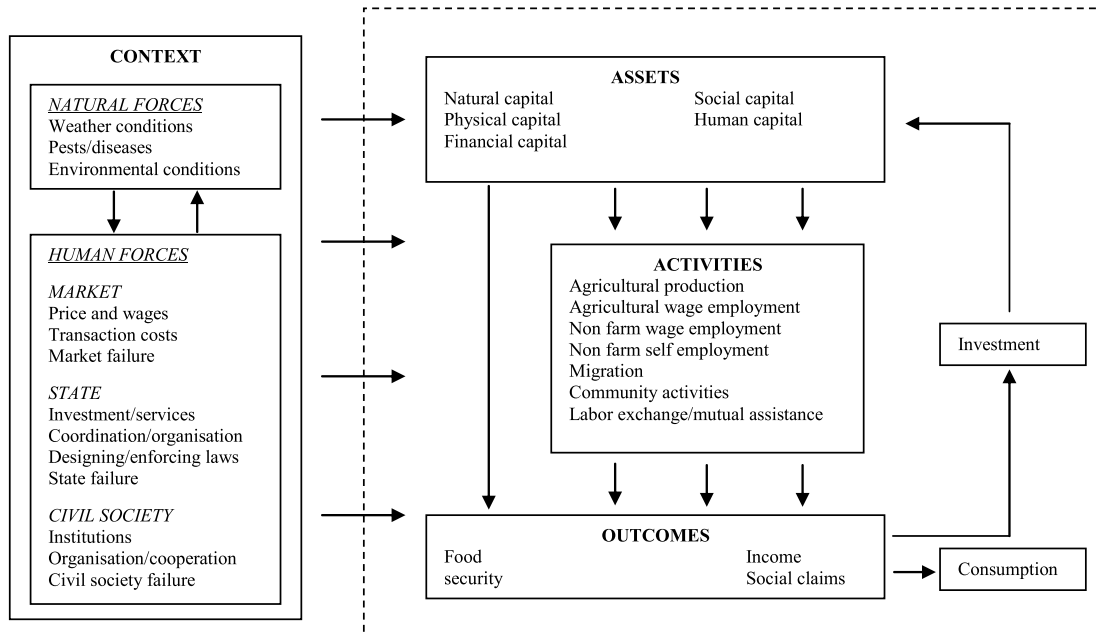 CONTEXT
NATURAL FORCES
Weather conditions
Pests/diseases
Environmental conditions
HUMAN FORCES
MARKET
Price and wages
Transaction costs
Market failure
STATE
Investment/services
Coordination/organisation
Designing/enforcing laws
State failure
CIVIL SOCIETY
Institutions
Organisation/cooperation
Civil society failure
ASSETS
Natural capital
Physical capital
Financial capital
Social capital
Human capital
ACTIVITIES
Agricultural production
Agricultural wage employment
Non farm wage employment
Non farm self employment
Migration
Community activities
Labor exchange/mutual assistance
OUTCOMES
Food
security
Income
Social claims
Investment
Consumption